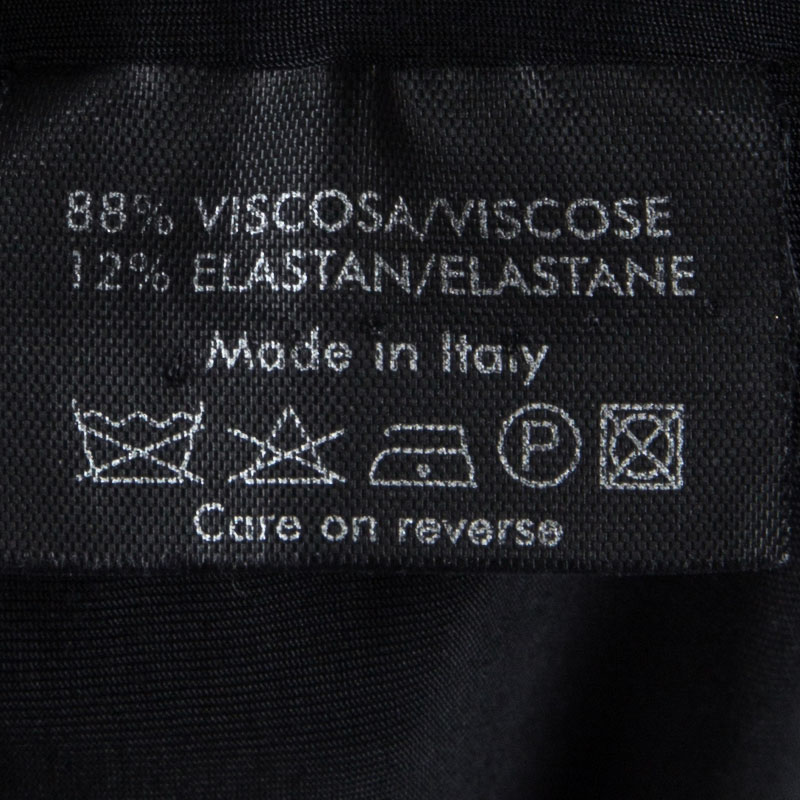 88% VISCOSA/VISCOSE
12% ELASTAN/ELASTANE
Made in Italy
P
Care on reverse